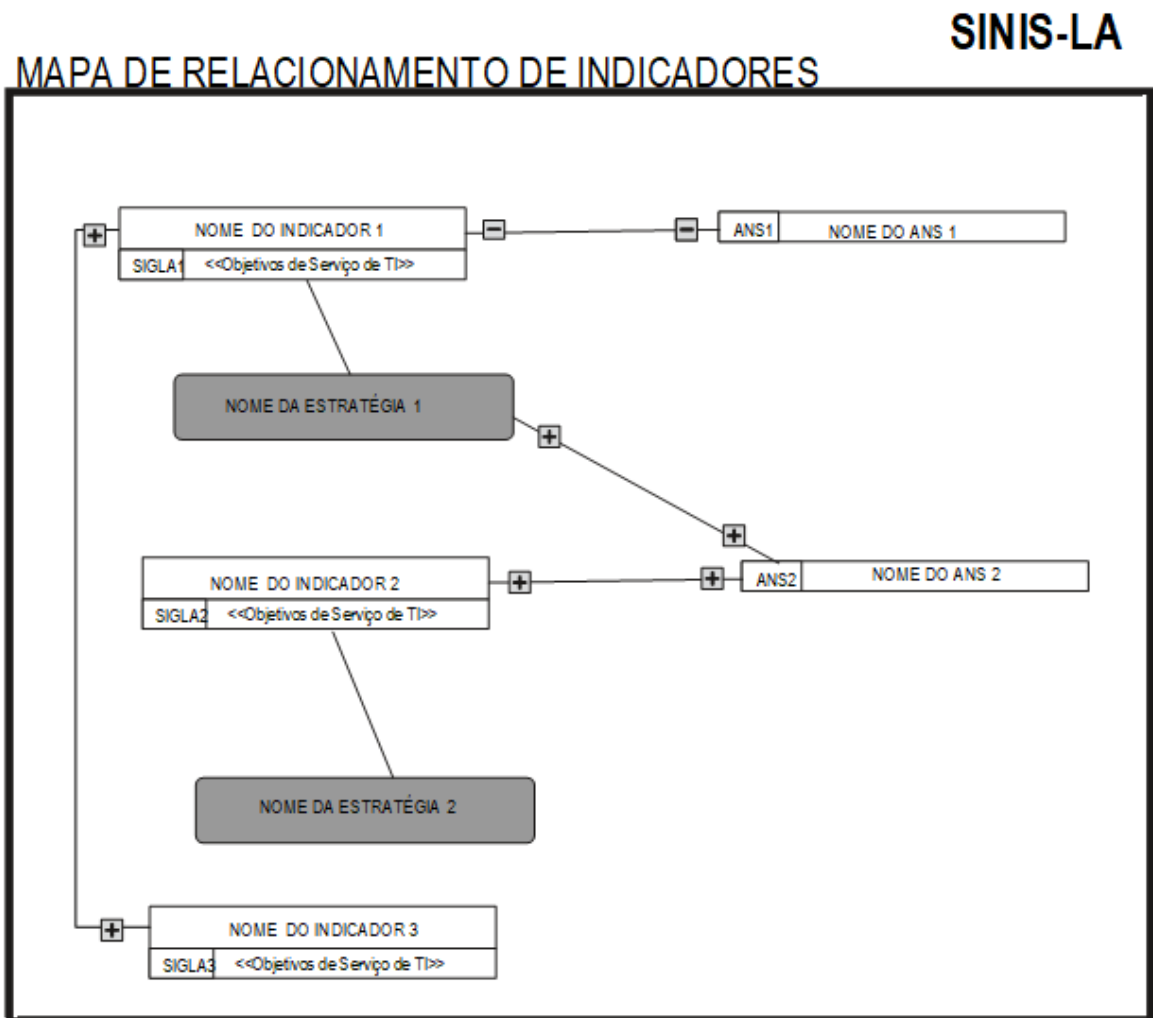 SINIS-LA
MAPA DE RELACIONAMENTO DE INDICADORES
NOME DO INDICADOR 1
SIGLA1 <<Objetivos de Serviço de TI>>
ANS1 NOME DO ANS 1
NOME DA ESTRATÉGIA 1
NOME DO INDICADOR 2
SIGLA2 <<Objetivos de Serviço de TI>>
ANS2 NOME DO ANS 2
NOME DA ESTRATÉGIA 2
NOME DO INDICADOR 3
SIGLA3 <<Objetivos de Serviço de TI>>